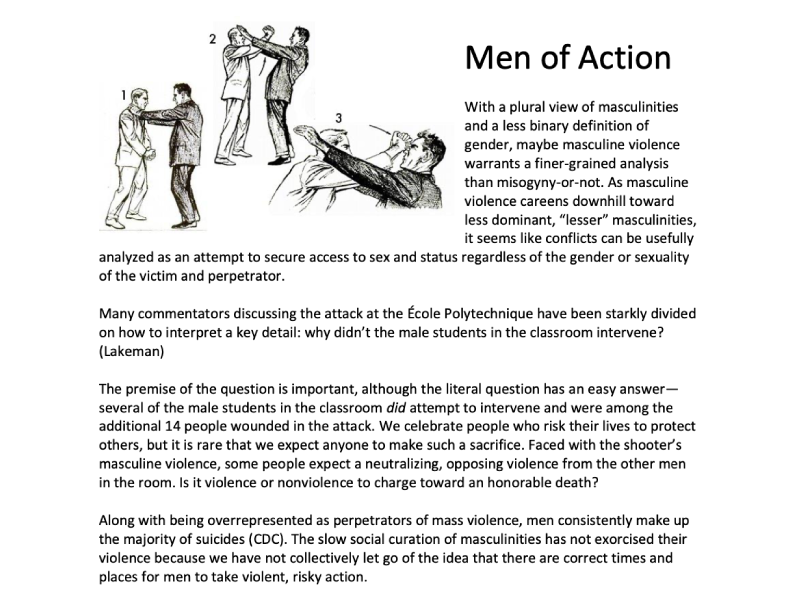 2
1
3
Men of Action
With a plural view of masculinities
and a less binary definition of
gender, maybe masculine violence
warrants a finer-grained analysis
than misogyny-or-not. As masculine
violence careens downhill toward
less dominant, “lesser” masculinities,
it seems like conflicts can be usefully
analyzed as an attempt to secure access to sex and status regardless of the gender or sexuality
of the victim and perpetrator.
Many commentators discussing the attack at the École Polytechnique have been starkly divided
on how to interpret a key detail: why didn’t the male students in the classroom intervene?
(Lakeman)
The premise of the question is important, although the literal question has an easy answer—
several of the male students in the classroom did attempt to intervene and were among the
additional 14 people wounded in the attack. We celebrate people who risk their lives to protect
others, but it is rare that we expect anyone to make such a sacrifice. Faced with the shooter’s
masculine violence, some people expect a neutralizing, opposing violence from the other men
in the room. Is it violence or nonviolence to charge toward an honorable death?
Along with being overrepresented as perpetrators of mass violence, men consistently make up
the majority of suicides (CDC). The slow social curation of masculinities has not exorcised their
violence because we have not collectively let go of the idea that there are correct times and
places for men to take violent, risky action.